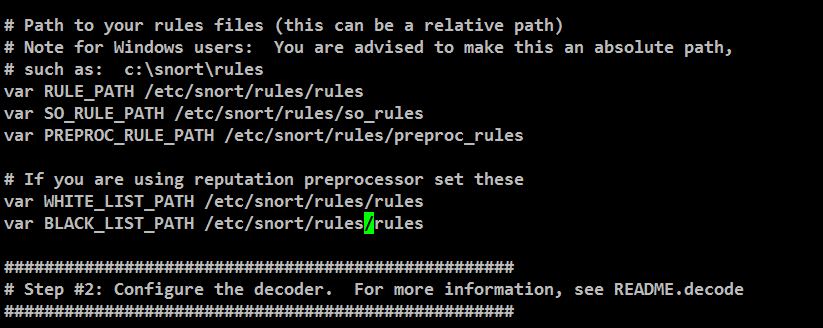 # Path to your rules files (this can be a relative path)
# Note for Windows users:  You are advised to make this an absolute path,
# such as:  c:\snort\rules
var RULE_PATH /etc/snort/rules/rules
var SO_RULE_PATH /etc/snort/rules/so_rules
var PREPROC_RULE_PATH /etc/snort/rules/preproc_rules
# If you are using reputation preprocessor set these
var WHITE_LIST_PATH /etc/snort/rules/rules
var BLACK_LIST_PATH /etc/snort/rules/rules
###################################################
# Step #2: Configure the decoder.  For more information, see README.decode
###################################################